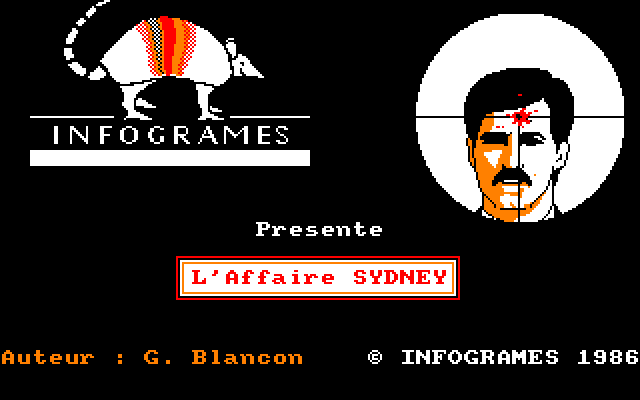 INFOGRAMES
Presente
L'Affaire SYDNEY
Auteur : G. Blancon © INFOGRAMES 1986